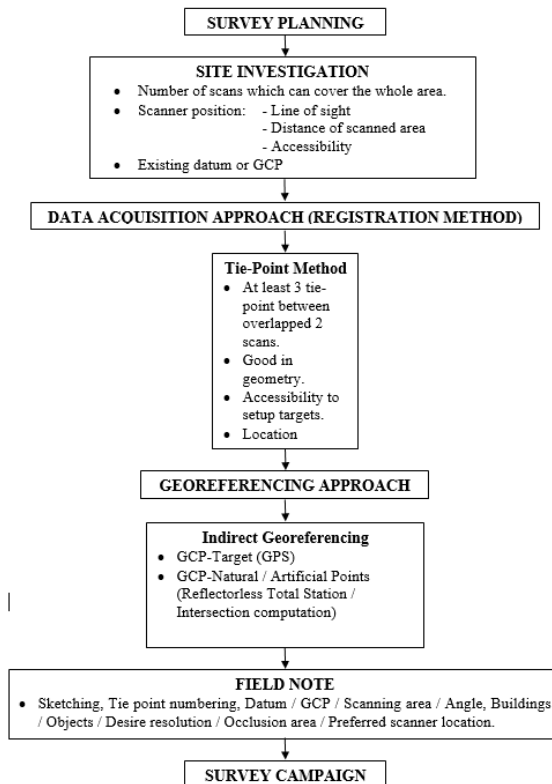 SURVEY PLANNING
SITE INVESTIGATION
• Number of scans which can cover the whole area.
• Scanner position: - Line of sight
- Distance of scanned area
- Accessibility
• Existing datum or GCP
DATA ACQUISITION APPROACH (REGISTRATION METHOD)
Tie-Point Method
• At least 3 tie-
point between
overlapped 2
scans.
• Good in
geometry.
• Accessibility to
setup targets.
• Location
GEOREFERENCING APPROACH
Indirect Georeferencing
• GCP-Target (GPS)
• GCP-Natural / Artificial Points
(Reflectorless Total Station /
Intersection computation)
FIELD NOTE
• Sketching, Tie point numbering, Datum / GCP / Scanning area / Angle, Buildings
/ Objects / Desire resolution / Occlusion area / Preferred scanner location.
SURVEY CAMPAIGN